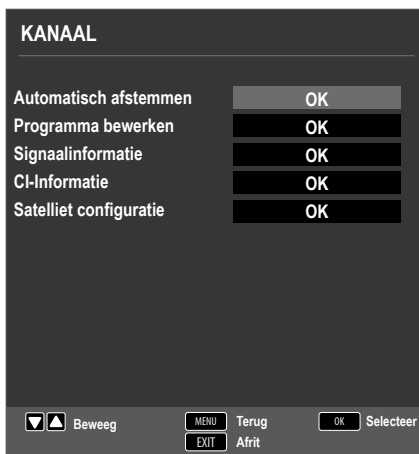 KANAAL
Automatisch afstemmen OK
Programma bewerken OK
Signaalinformatie OK
CI-Informatie OK
Satelliet configuratie OK
Beweeg MENU Terug OK Selecteer
EXIT Afrit